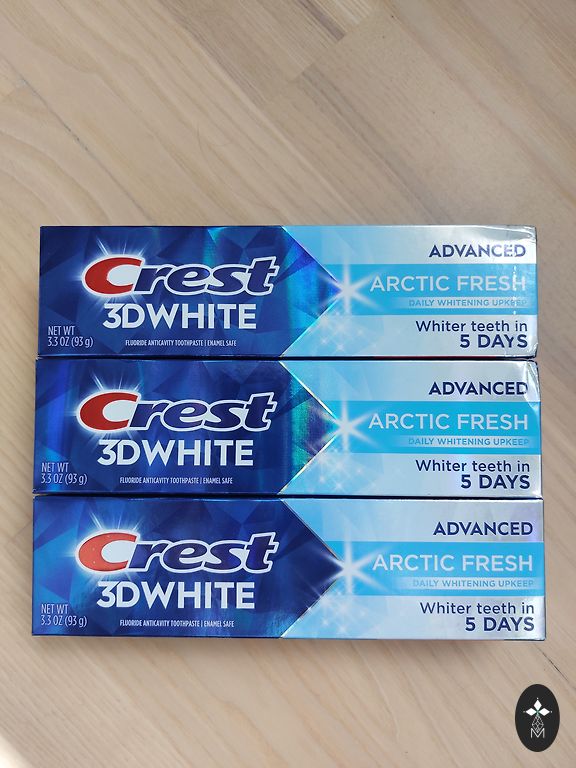 Crest
3DWHITE
NET WT
3.3 OZ (93 g)
FLUORIDE ANTICAVITY TOOTHPASTE | ENAMEL SAFE
ADVANCED
ARCTIC FRESH
DAILY WHITENING UPKEEP
Whiter teeth in
5 DAYS
Crest
3DWHITE
NET WT
3.3 OZ (93 g)
FLUORIDE ANTICAVITY TOOTHPASTE | ENAMEL SAFE
ADVANCED
ARCTIC FRESH
DAILY WHITENING UPKEEP
Whiter teeth in
5 DAYS
Crest
3DWHITE
NET WT
3.3 OZ (93 g)
FLUORIDE ANTICAVITY TOOTHPASTE | ENAMEL SAFE
ADVANCED
ARCTIC FRESH
DAILY WHITENING UPKEEP
Whiter teeth in
5 DAYS
M